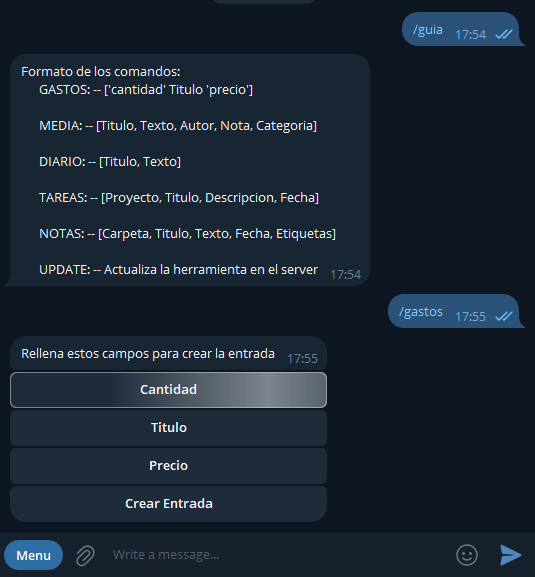 /guia 17:54
Formato de los comandos:
GASTOS: -- ['cantidad' Titulo 'precio']
MEDIA: -- [Titulo, Texto, Autor, Nota, Categoria]
DIARIO: -- [Titulo, Texto]
TAREAS: -- [Proyecto, Titulo, Descripcion, Fecha]
NOTAS: -- [Carpeta, Titulo, Texto, Fecha, Etiquetas]
UPDATE: -- Actualiza la herramienta en el server 17:54
/gastos 17:55
Rellena estos campos para crear la entrada 17:55
Cantidad
Titulo
Precio
Crear Entrada
Menu Write a message...